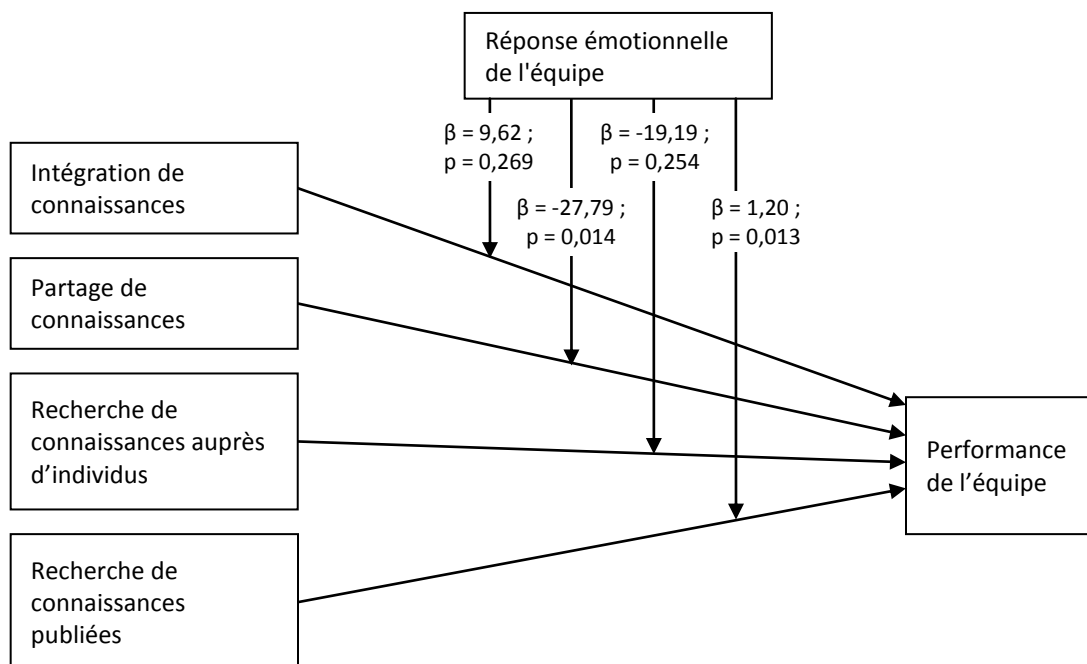 Réponse émotionnelle
de l'équipe
β = 9,62 ;
p = 0,269
β = -19,19 ;
p = 0,254
β = -27,79 ;
p = 0,014
β = 1,20 ;
p = 0,013
Intégration de
connaissances
Partage de
connaissances
Recherche de
connaissances auprès
d’individus
Recherche de
connaissances
publiées
Performance
de l’équipe